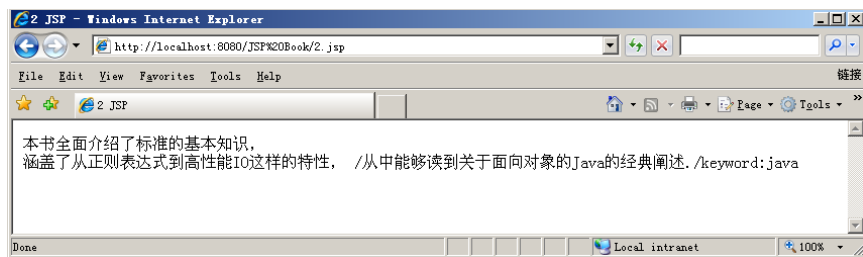 2 JSP - Windows Internet Explorer
http://localhost:8080/JSP%20Book/2.jsp
File Edit View Favorites Tools Help 链接
2 JSP Page Tools
本书全面介绍了标准的基本知识,
涵盖了从正则表达式到高性能IO这样的特性, /从中能够读到关于面向对象的Java的经典阐述./keyword:java
Done Local intranet 100%